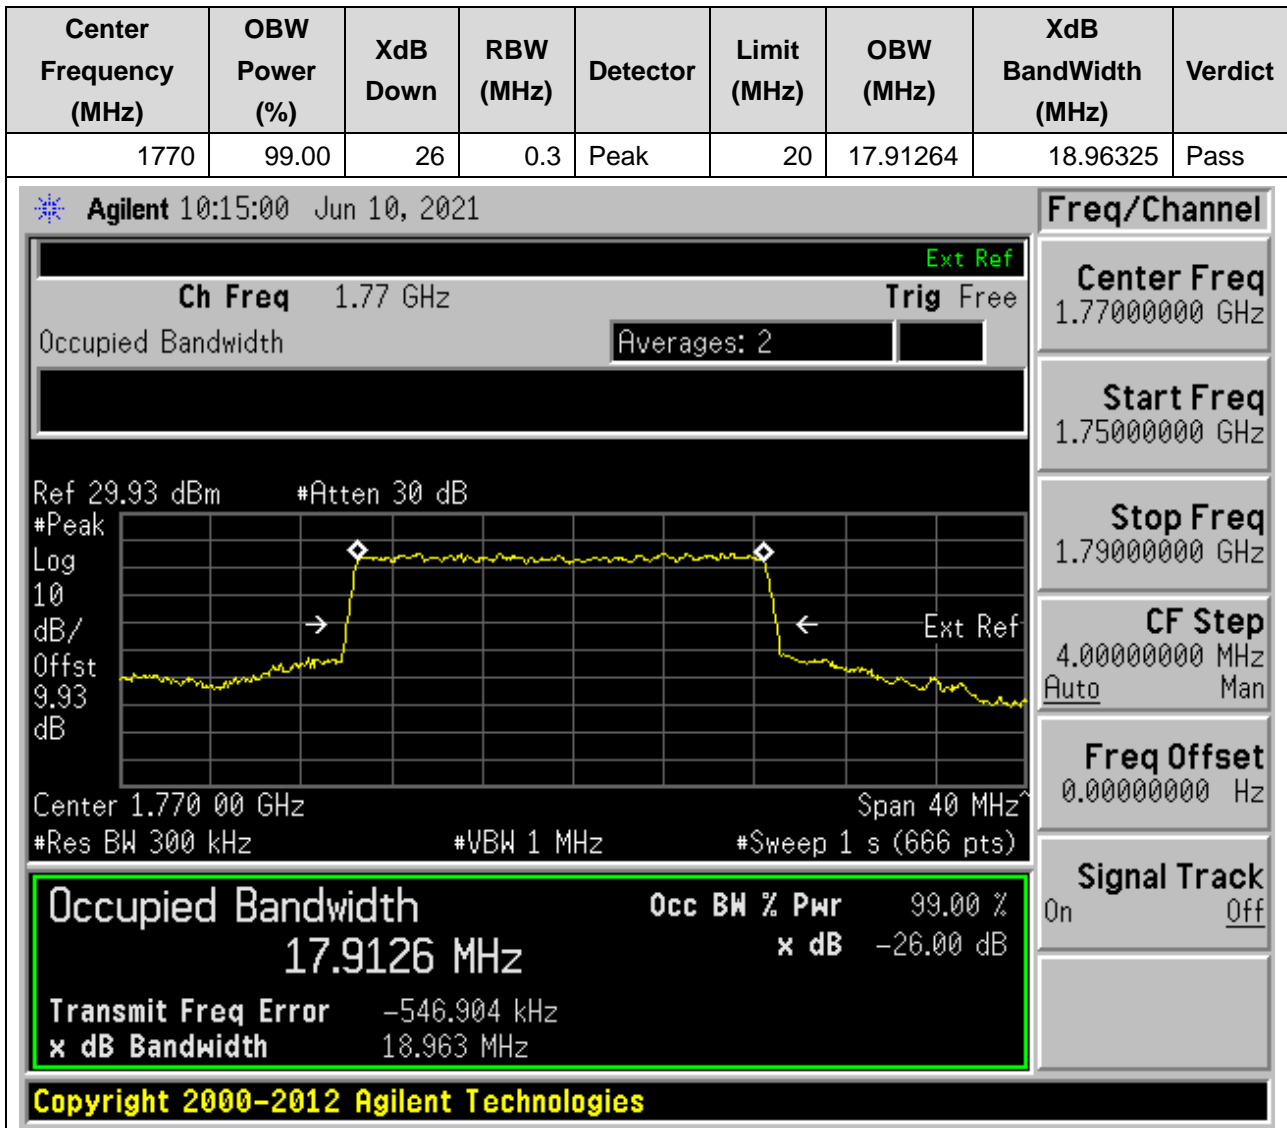 Center Frequency (MHz) OBW Power (%) XdB Down RBW (MHz) Detector Limit (MHz) OBW (MHz) XdB BandWidth (MHz) Verdict
1770 99.00 26 0.3 Peak 20 17.91264 18.96325 Pass
Agilent 10:15:00 Jun 10, 2021
Freq/Channel
Ext Ref
Ch Freq 1.77 GHz Trig Free
Occupied Bandwidth Averages: 2
Ref 29.93 dBm #Atten 30 dB
#Peak
Log
10
dB/
Offst
9.93
dB
Ext Ref
Center 1.770 00 GHz Span 40 MHz^
#Res BW 300 kHz #VBW 1 MHz #Sweep 1 s (666 pts)
Occupied Bandwidth Occ BW % Pwr 99.00 %
17.9126 MHz x dB -26.00 dB
Transmit Freq Error -546.904 kHz
x dB Bandwidth 18.963 MHz
Center Freq
1.77000000 GHz
Start Freq
1.75000000 GHz
Stop Freq
1.79000000 GHz
CF Step
4.00000000 MHz
Auto Man
Freq Offset
0.00000000 Hz
Signal Track
On Off
Copyright 2000-2012 Agilent Technologies